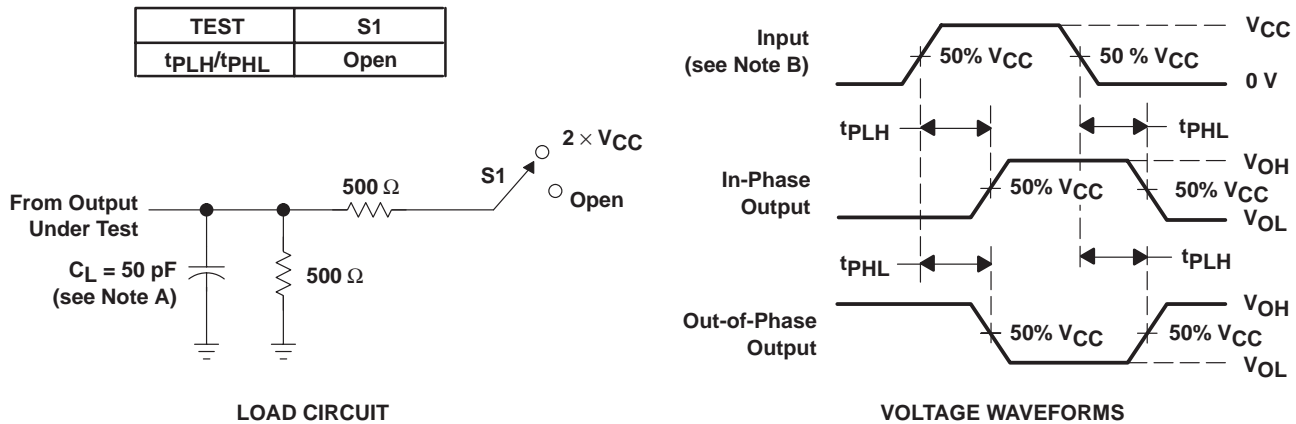 TEST S1
tPLH/tPHL Open
From Output
Under Test
CL = 50 pF
(see Note A)
500 Ω
500 Ω
S1
2 × VCC
Open
LOAD CIRCUIT
Input
(see Note B)
50% VCC
50 % VCC
VCC
0 V
tPLH
tPHL
In-Phase
Output
50% VCC
50% VCC
VOH
VOL
tPHL
tPLH
Out-of-Phase
Output
50% VCC
50% VCC
VOH
VOL
VOLTAGE WAVEFORMS